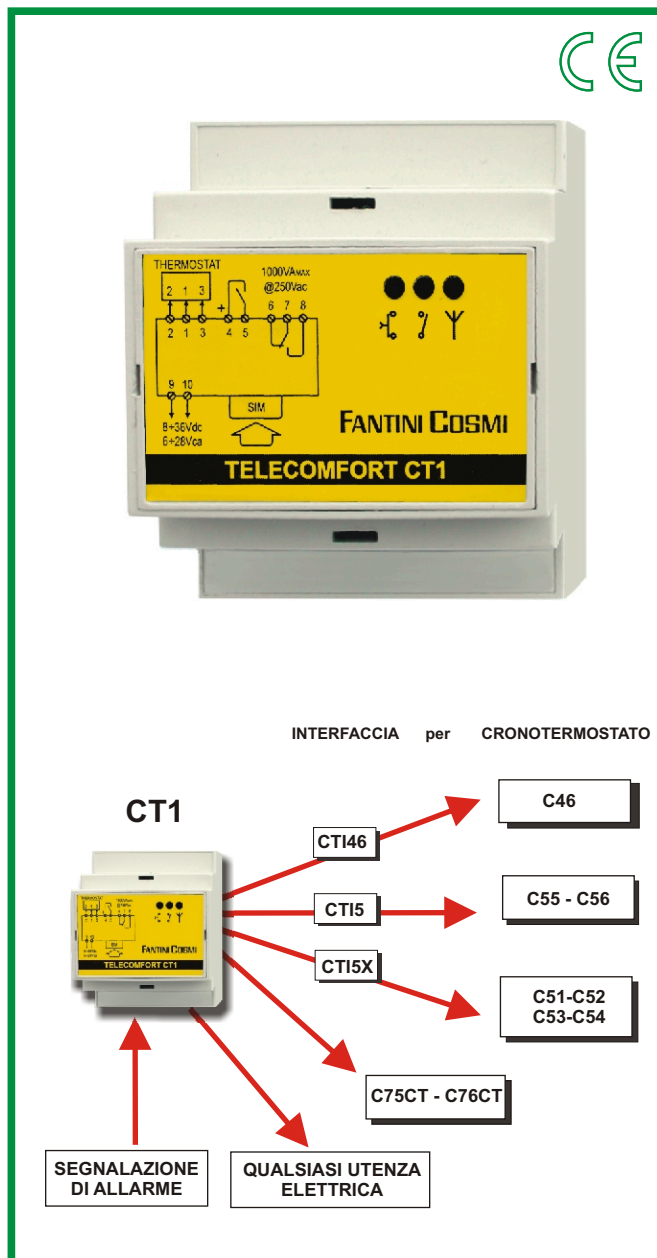 CE
THERMOSTAT
1000VAMAX
@250Vac
2 1 3
+
6 7 8
2 1 3 4 5
9 10
SIM
8÷36Vdc
6÷28Vca
FANTINI COSMI
TELECOMFORT CT1
INTERFACCIA per CRONOTERMOSTATO
CT1
C46
CTI46
THERMOSTAT
FANTINI COSMI
TELECOMFORT CT1
CTI5
C55 - C56
CTI5X
C51-C52
C53-C54
C75CT - C76CT
SEGNALAZIONE
DI ALLARME
QUALSIASI UTENZA
ELETTRICA